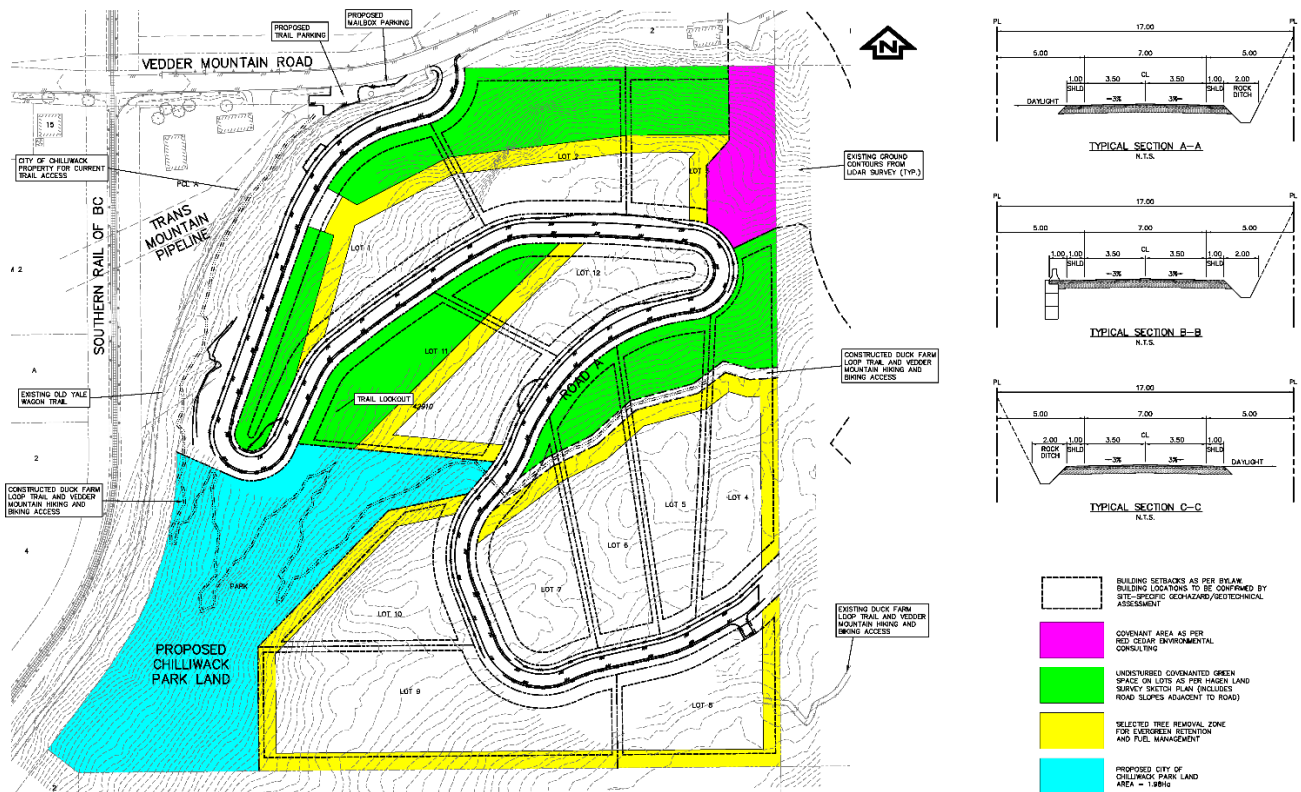 PROPOSED
TRAIL PARKING
PROPOSED
MAILBOX PARKING
VEDDER MOUNTAIN ROAD
2
N
15
CITY OF CHILLIWACK
PROPERTY FOR CURRENT
TRAIL ACCESS
PCL A
TRANS
MOUNTAIN
PIPELINE
SOUTHERN RAIL OF BC
A
EXISTING OLD YALE
WAGON TRAIL
2
CONSTRUCTED DUCK FARM
LOOP TRAIL AND VEDDER
MOUNTAIN HIKING AND
BIKING ACCESS
4
2
LOT 2
LOT 3
EXISTING GROUND
CONTOURS FROM
LIDAR SURVEY (TYP.)
LOT 1
LOT 12
LOT 11
ROAD A
TRAIL LOOKOUT
CONSTRUCTED DUCK FARM
LOOP TRAIL AND VEDDER
MOUNTAIN HIKING AND
BIKING ACCESS
LOT 4
LOT 5
LOT 6
LOT 7
PARK
LOT 10
PROPOSED
CHILLIWACK
PARK LAND
LOT 9
LOT 8
EXISTING DUCK FARM
LOOP TRAIL AND VEDDER
MOUNTAIN HIKING AND
BIKING ACCESS
PL PL
17.00
5.00 7.00 5.00
CL
1.00 3.50 3.50 1.00 2.00
SHLD SHLD ROCK
DITCH
DAYLIGHT 3% 3%
TYPICAL SECTION A-A
N.T.S.
PL PL
17.00
5.00 7.00 5.00
CL
1.00 1.00 3.50 3.50 1.00 2.00
SHLD SHLD
3% 3%
TYPICAL SECTION B-B
N.T.S.
PL PL
17.00
5.00 7.00 5.00
CL
2.00 1.00 3.50 3.50 1.00
ROCK SHLD SHLD
DITCH
3% 3% DAYLIGHT
TYPICAL SECTION C-C
N.T.S.
BUILDING SETBACKS AS PER BYLAW.
BUILDING LOCATIONS TO BE CONFIRMED BY
SITE-SPECIFIC GEOHAZARD/GEOTECHNICAL
ASSESSMENT
COVENANT AREA AS PER
RED CEDAR ENVIRONMENTAL
CONSULTING
UNDISTURBED COVENANTED GREEN
SPACE ON LOTS AS PER HAGEN LAND
SURVEY SKETCH PLAN (INCLUDES
ROAD SLOPES ADJACENT TO ROAD)
SELECTED TREE REMOVAL ZONE
FOR EVERGREEN RETENTION
AND FUEL MANAGEMENT
PROPOSED CITY OF
CHILLIWACK PARK LAND
AREA = 1.98Ha